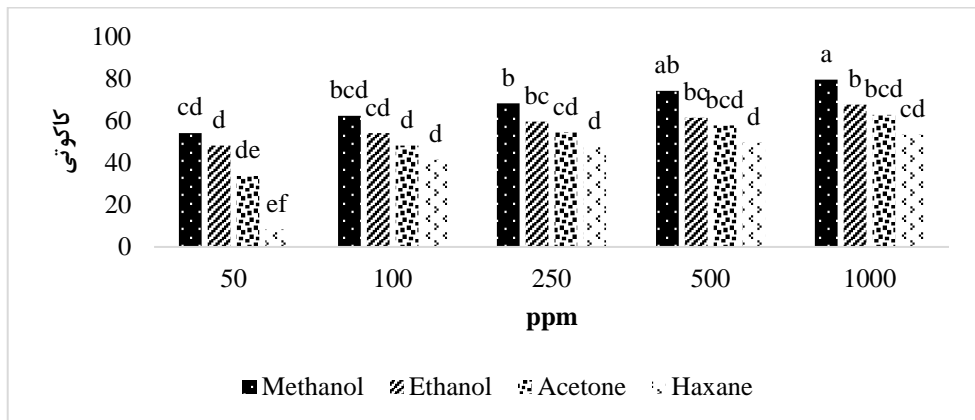 100
80
60
40
20
0
کاکوتی
cd
d
de
ef
bcd
cd
d
d
b
bc
cd
d
ab
bc
bcd
d
a
b
bcd
cd
50 100 250 500 1000
ppm
Methanol Ethanol Acetone Haxane